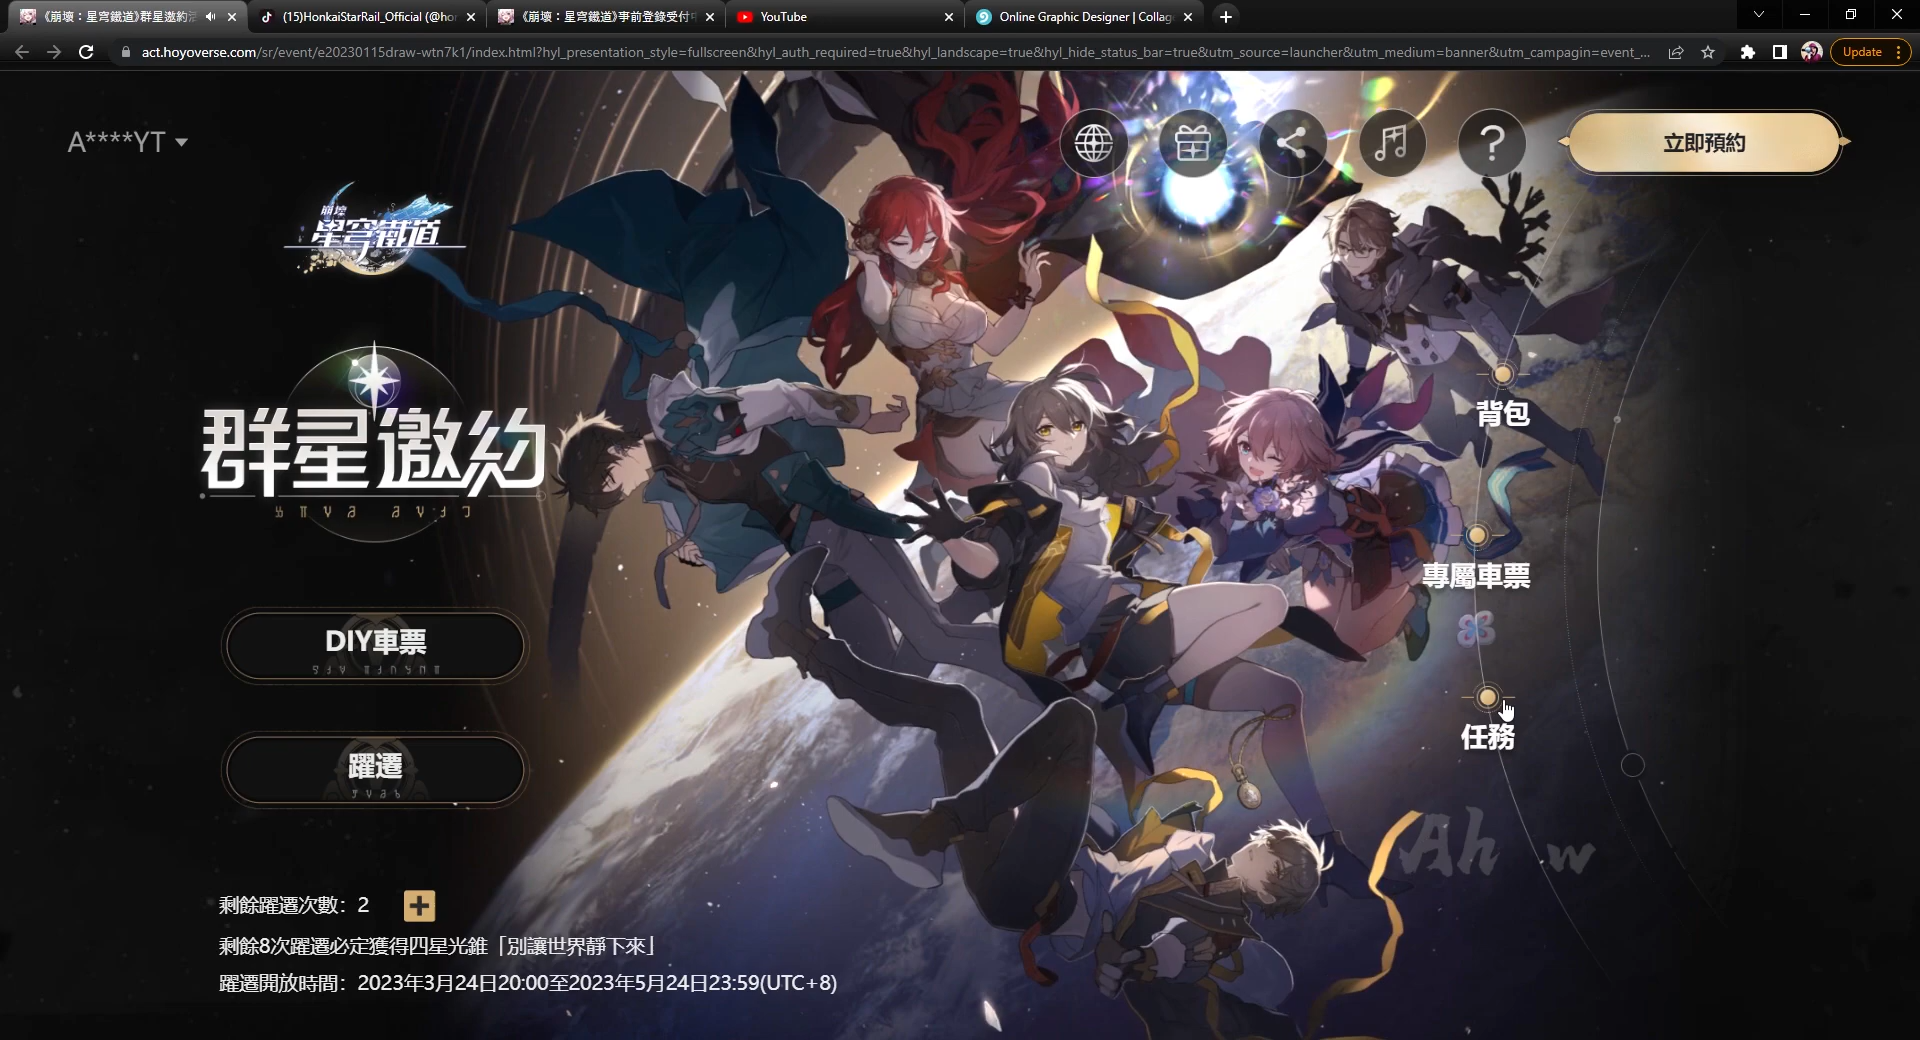 《崩壞：星穹鐵道》群星邀約活
(15)HonkaiStarRail_Official (@hon
《崩壞：星穹鐵道》事前登錄受付中
YouTube
Online Graphic Designer | Collag
act.hoyoverse.com/sr/event/e20230115draw-wtn7k1/index.html?hyl_presentation_style=fullscreen&hyl_auth_required=true&hyl_landscape=true&hyl_hide_status_bar=true&utm_source=launcher&utm_medium=banner&utm_campagin=event_...
Update
A****YT
立即預約
崩壞
星穹鐵道
群星邀約
背包
專屬車票
任務
DIY車票
躍遷
剩餘躍遷次數：2
剩餘8次躍遷必定獲得四星光錐「別讓世界靜下來」
躍遷開放時間：2023年3月24日20:00至2023年5月24日23:59(UTC+8)